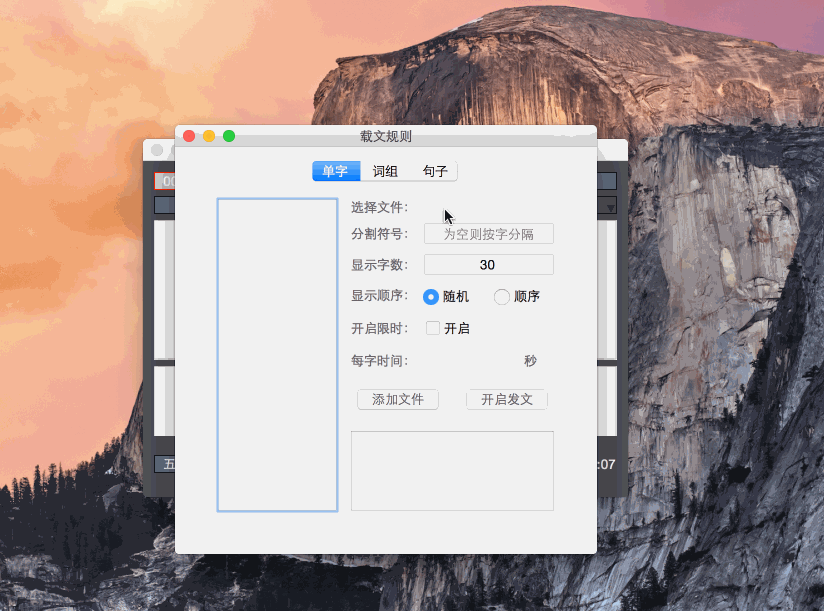 载文规则
单字 词组 句子
选择文件:
分割符号: 为空则按字分隔
显示字数: 30
显示顺序: 随机 顺序
开启限时: 开启
每字时间: 秒
添加文件 开启发文
五
:07